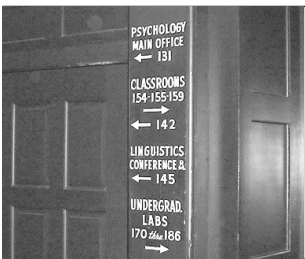 PSYCHOLOGY
MAIN OFFICE
← 131
CLASSROOMS
154-155-159
→
← 142
LINGUISTICS
CONFERENCE R.
← 145
UNDERGRAD.
LABS
170 thru 186
→